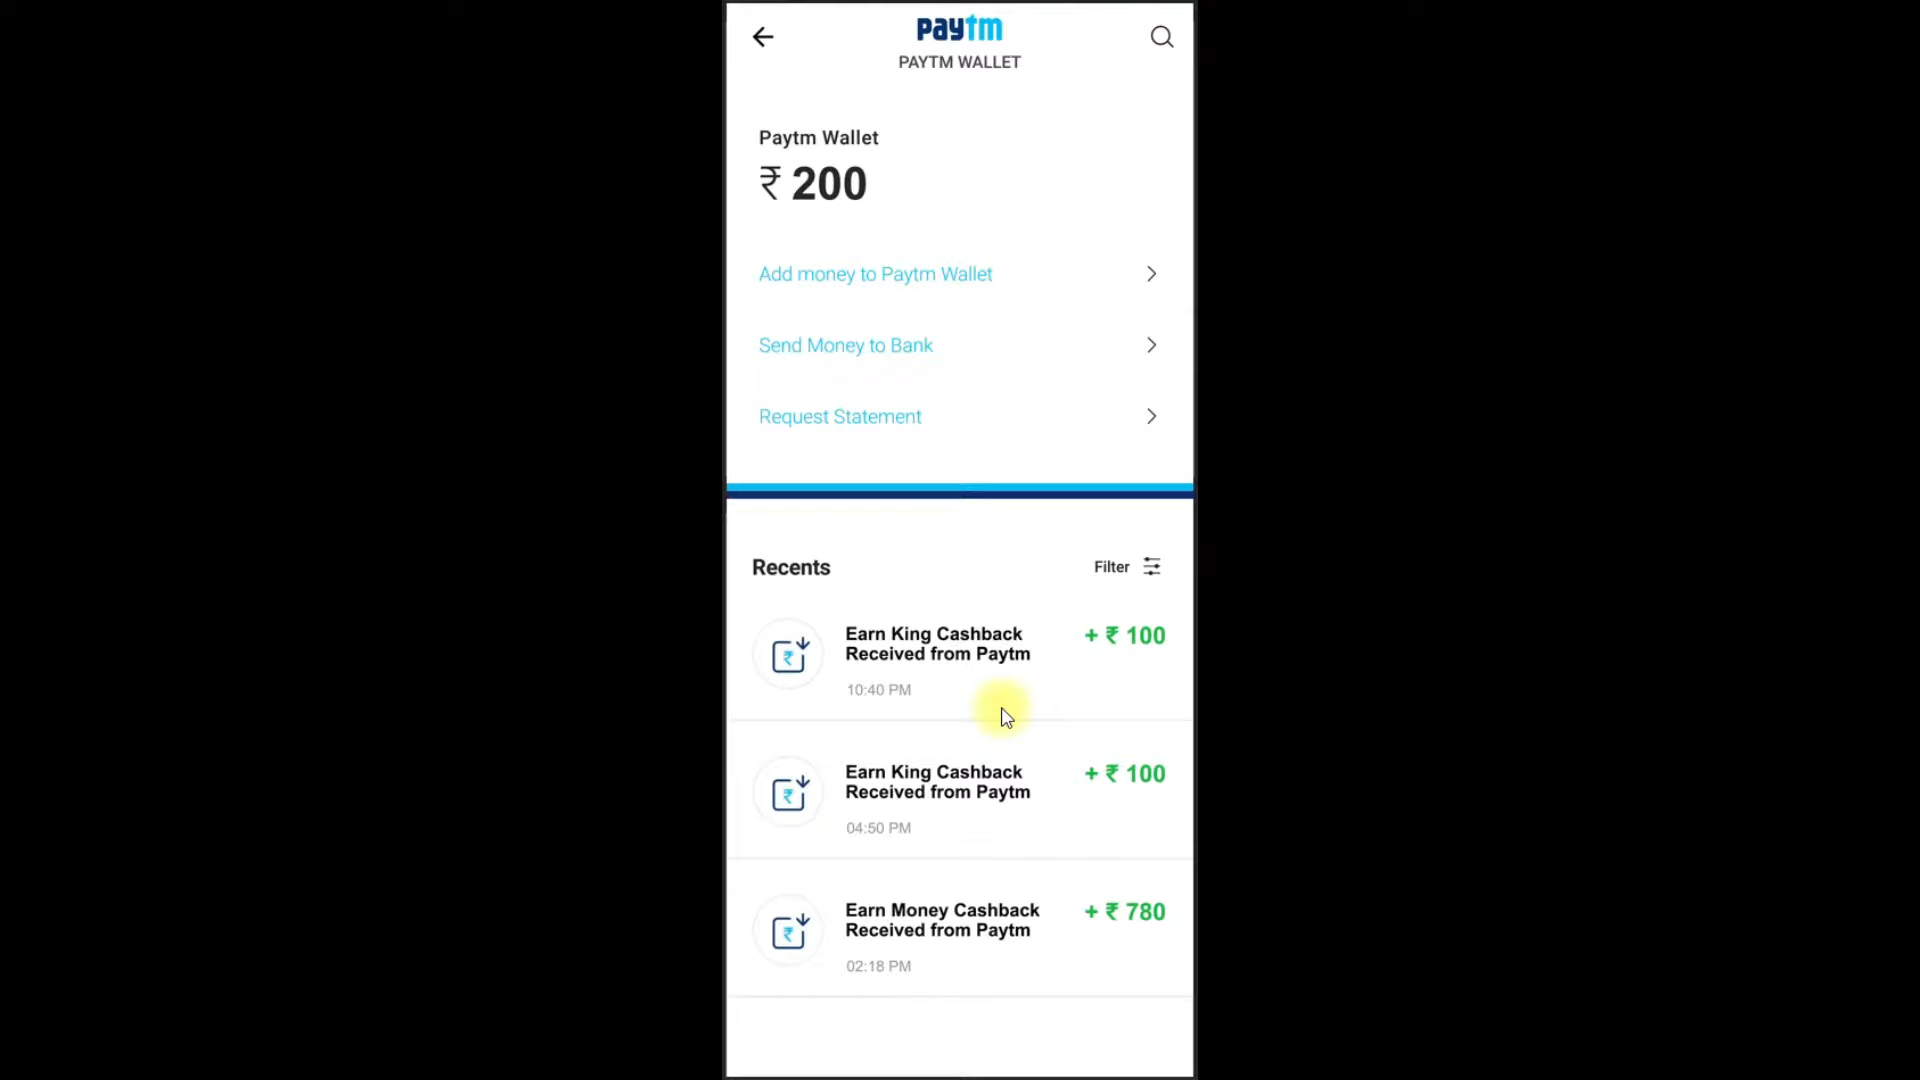 paytm
PAYTM WALLET
Paytm Wallet
₹ 200
Add money to Paytm Wallet
Send Money to Bank
Request Statement
Recents
Filter
Earn King Cashback
Received from Paytm
+ ₹ 100
10:40 PM
Earn King Cashback
Received from Paytm
+ ₹ 100
04:50 PM
Earn Money Cashback
Received from Paytm
+ ₹ 780
02:18 PM